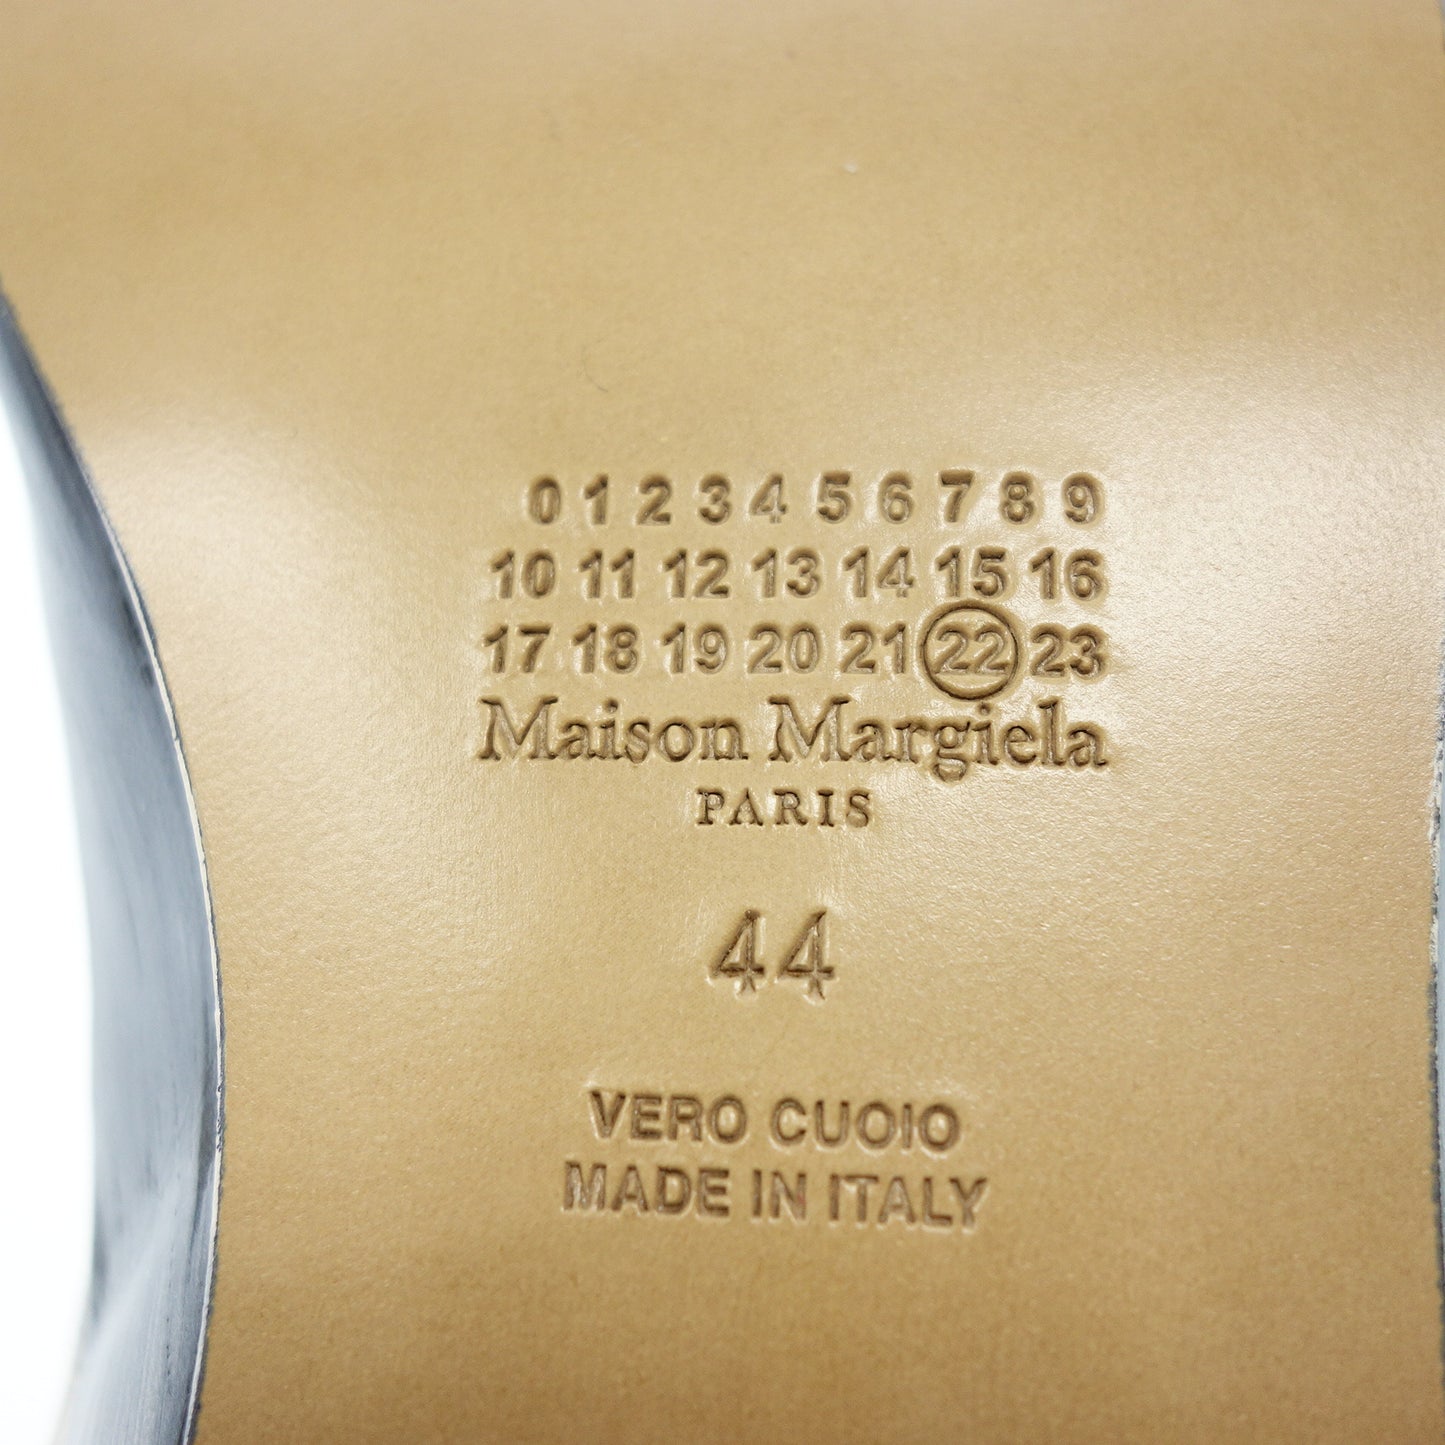 0 1 2 3 4 5 6 7 8 9
10 11 12 13 14 15 16
17 18 19 20 21 22 23
Maison Margiela
PARIS
44
VERO CUOIO
MADE IN ITALY